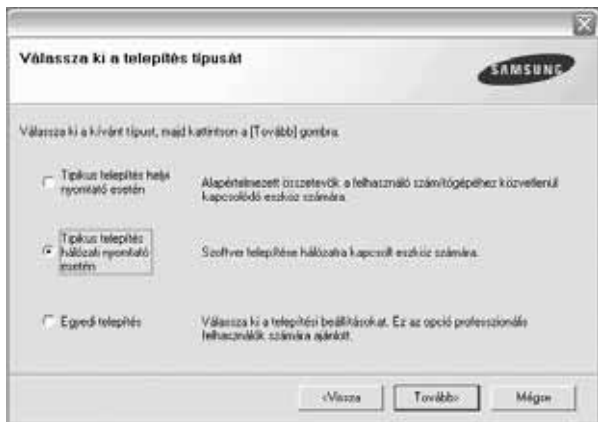 Válassza ki a telepítés típusát
SAMSUNG
Válassza ki a kívánt típust, majd kattintson a [Tovább] gombra.
Tipikus telepítés helyi
nyomtató esetén
Alapértelmezett összetevők a felhasználó számítógépéhez közvetlenül
kapcsolódó eszköz számára.
Tipikus telepítés
hálózati nyomtató
esetén
Szoftver telepítése hálózatra kapcsolt eszköz számára.
Egyedi telepítés
Válassza ki a telepítési beállításokat. Ez az opció professzionális
felhasználók számára ajánlott.
<Vissza
Tovább>
Mégse